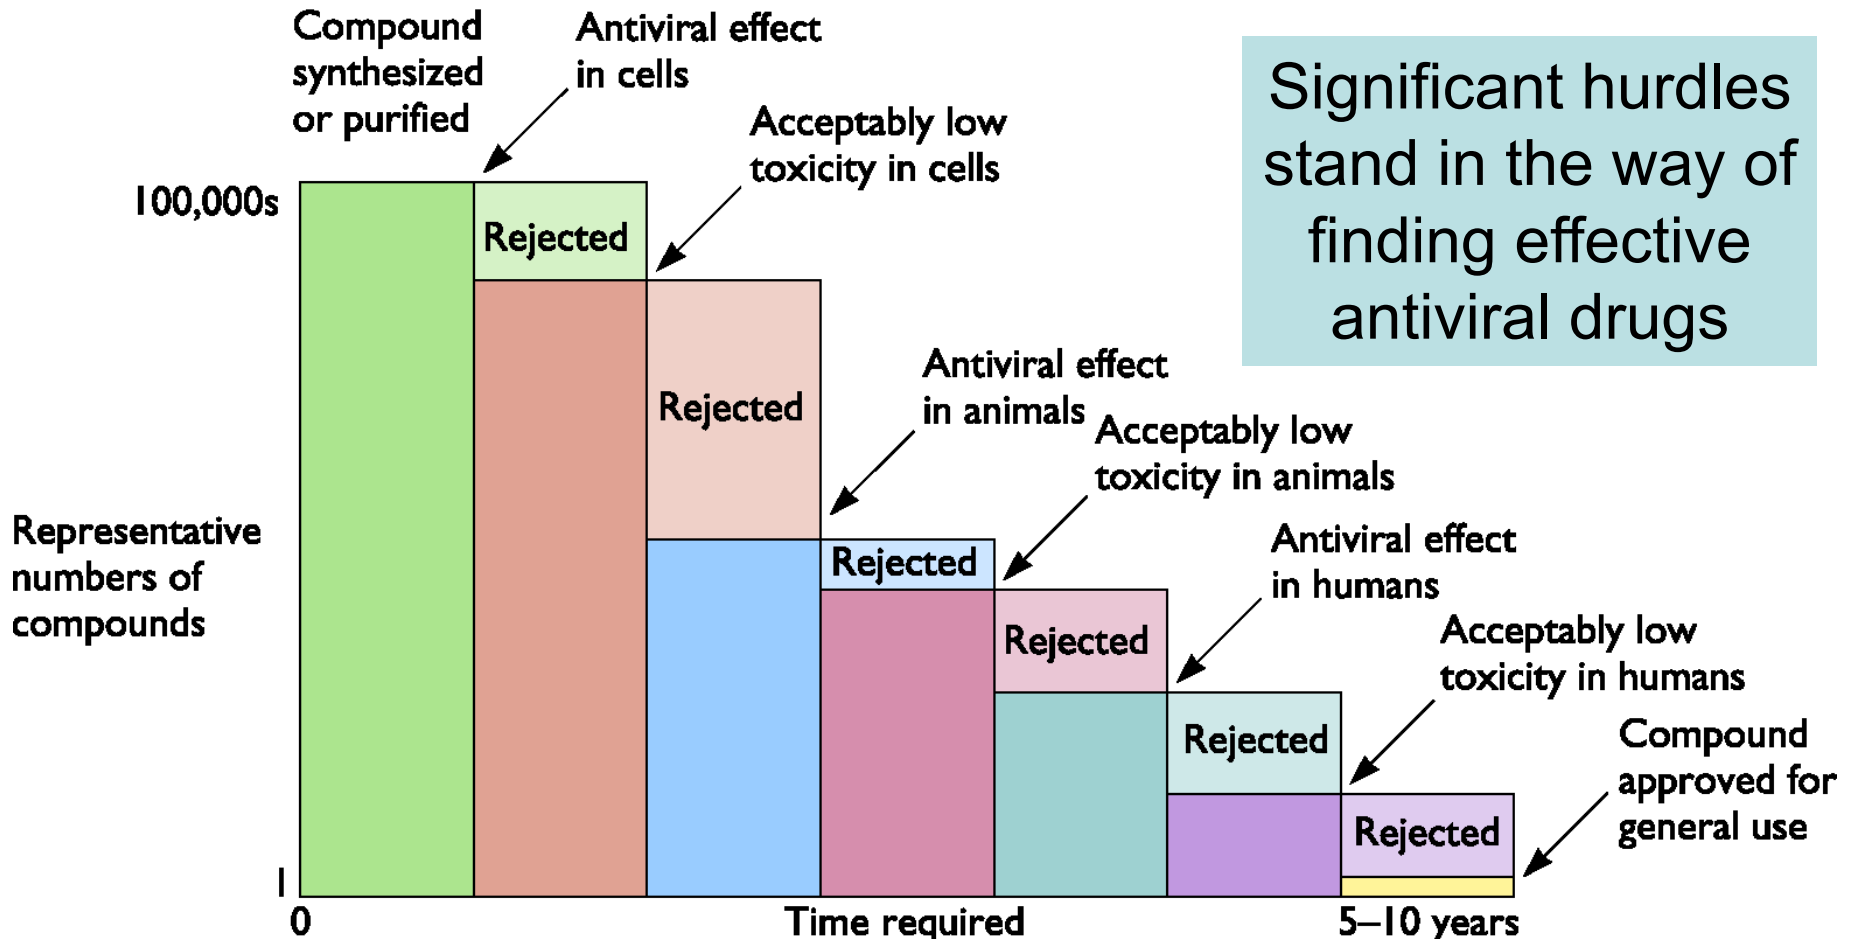 Compound
synthesized
or purified
Antiviral effect
in cells
Acceptably low
toxicity in cells
Significant hurdles
stand in the way of
finding effective
antiviral drugs
100,000s
Rejected
Rejected
Antiviral effect
in animals
Acceptably low
toxicity in animals
Representative
numbers of
compounds
Rejected
Antiviral effect
in humans
Rejected
Acceptably low
toxicity in humans
Rejected
Compound
approved for
general use
Rejected
1
0
Time required
5–10 years